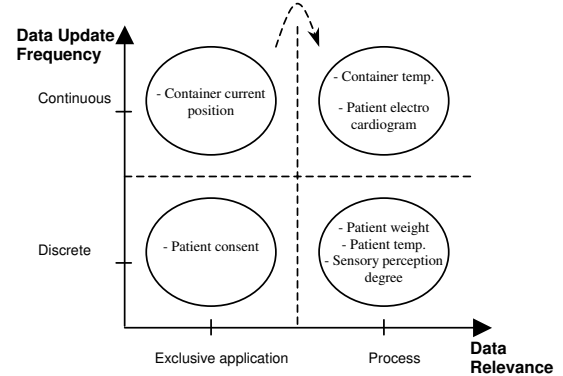 Data Update
Frequency
Continuous
- Container current
position
- Container temp.
- Patient electro
cardiogram
Discrete
- Patient consent
- Patient weight
- Patient temp.
- Sensory perception
degree
Exclusive application
Process
Data
Relevance